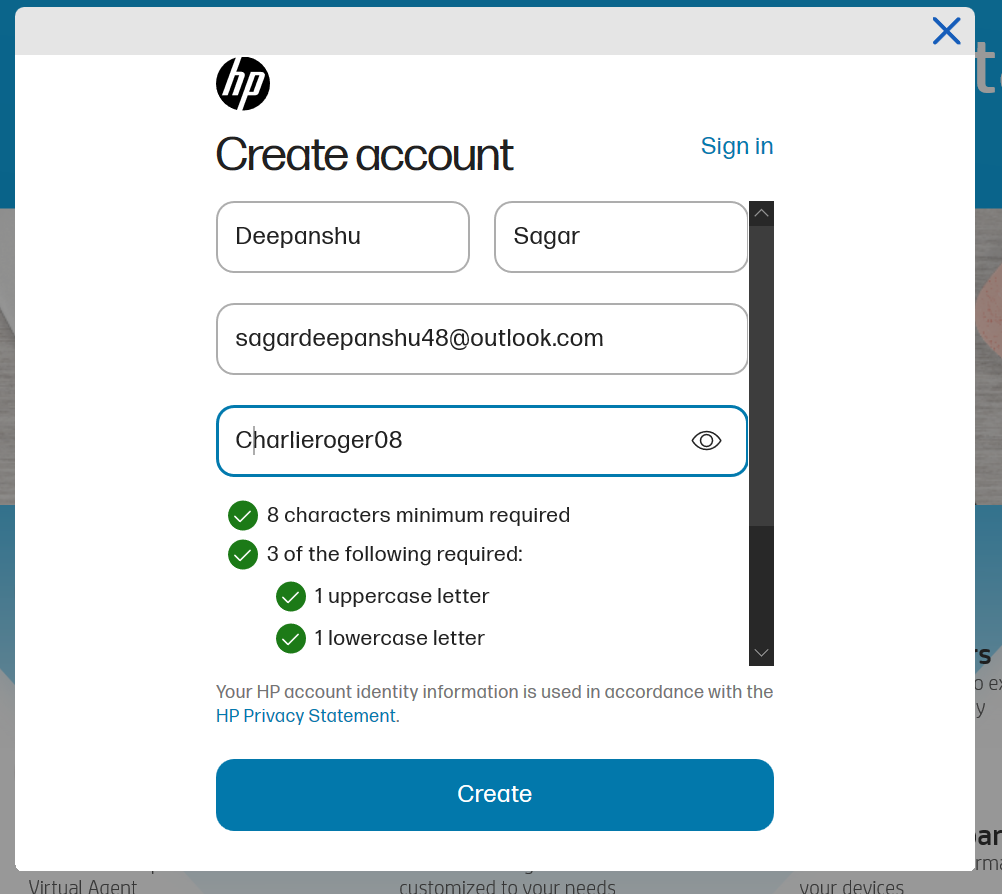 hp
Create account
Sign in
Deepanshu
Sagar
sagardeepanshu48@outlook.com
Charlieroger08
8 characters minimum required
3 of the following required:
1 uppercase letter
1 lowercase letter
Your HP account identity information is used in accordance with the
HP Privacy Statement.
Create
Virtual Agent
customized to your needs
your devices